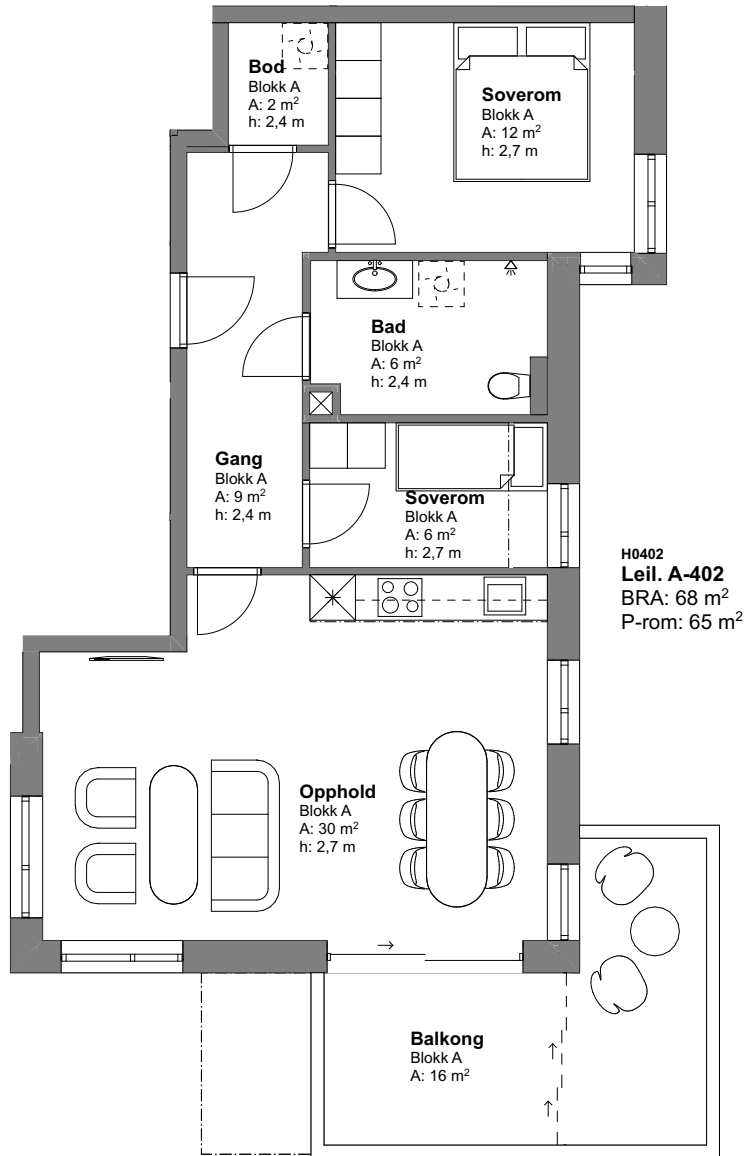 Bod
Blokk A
A: 2 m²
h: 2,4 m
Soverom
Blokk A
A: 12 m²
h: 2,7 m
Bad
Blokk A
A: 6 m²
h: 2,4 m
Gang
Blokk A
A: 9 m²
h: 2,4 m
Soverom
Blokk A
A: 6 m²
h: 2,7 m
H0402
Leil. A-402
BRA: 68 m²
P-rom: 65 m²
Opphold
Blokk A
A: 30 m²
h: 2,7 m
Balkong
Blokk A
A: 16 m²